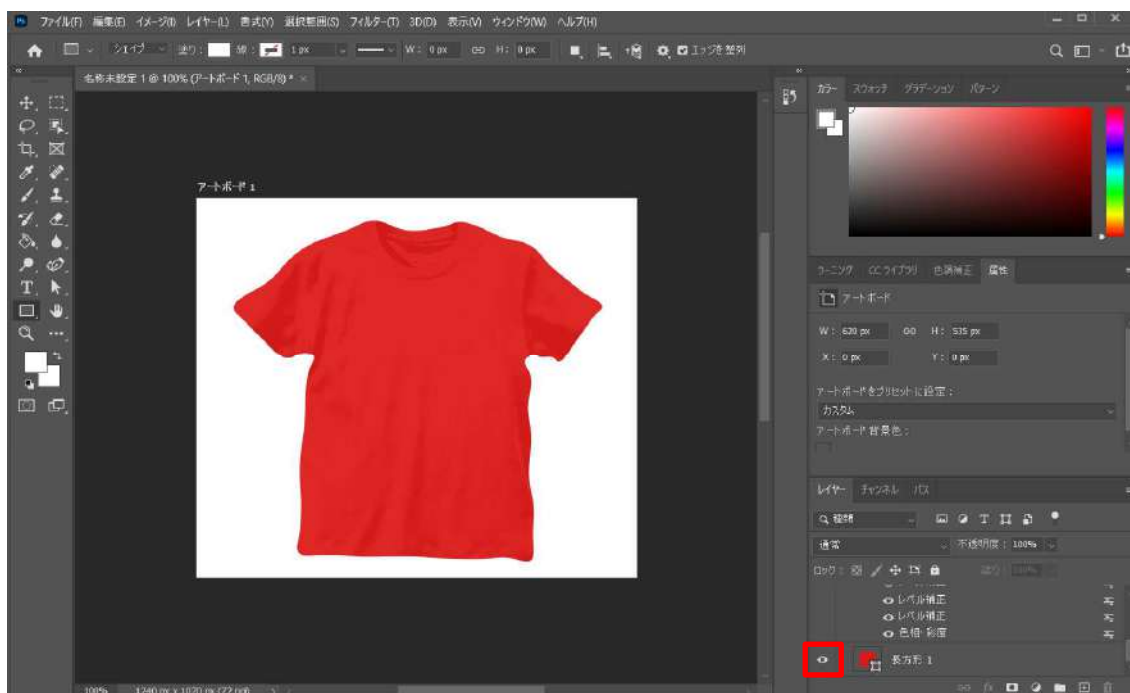 ファイル(F) 編集(E) イメージ(I) レイヤー(L) 書式(Y) 選択範囲(S) フィルター(T) 3D(D) 表示(V) ウィンドウ(W) ヘルプ(H)
シェイプ 塗り: 線: 1 px W: 0 px H: 0 px エッジを整列
名称未設定 1 @ 100% (アートボード 1, RGB/8) * ×
カラー スウォッチ グラデーション パターン
アートボード 1
ラーニング CC ライブラリ 色調補正 属性
アートボード
W: 620 px H: 535 px
X: 0 px Y: 0 px
アートボードをプリセットに設定:
カスタム
アートボード背景色:
レイヤー チャンネル パス
種類
通常 不透明度: 100%
ロック: 塗り: 100%
レベル補正
レベル補正
色相·彩度
長方形 1
100% 1240 px x 1070 px (72 ppi)